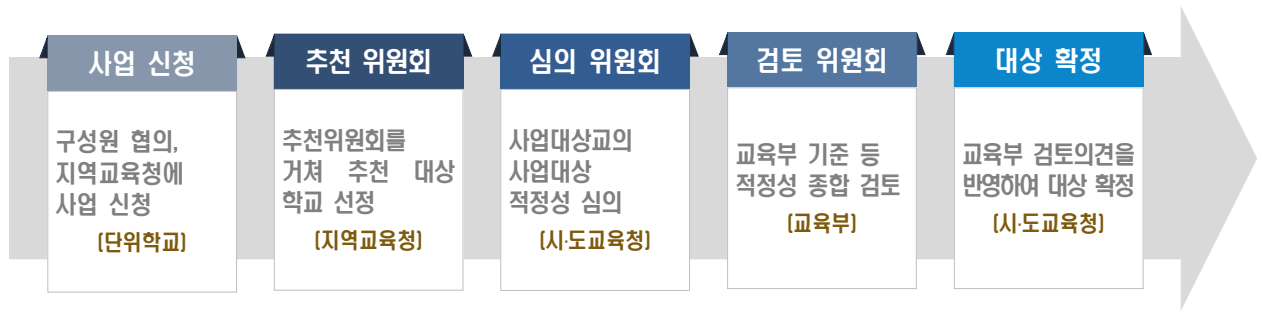 사업 신청
구성원 협의,
지역교육청에
사업 신청
(단위학교)
추천 위원회
추천위원회를
거쳐 추천 대상
학교 선정
(지역교육청)
심의 위원회
사업대상교의
사업대상
적정성 심의
(시·도교육청)
검토 위원회
교육부 기준 등
적정성 종합 검토
(교육부)
대상 확정
교육부 검토의견을
반영하여 대상 확정
(시·도교육청)